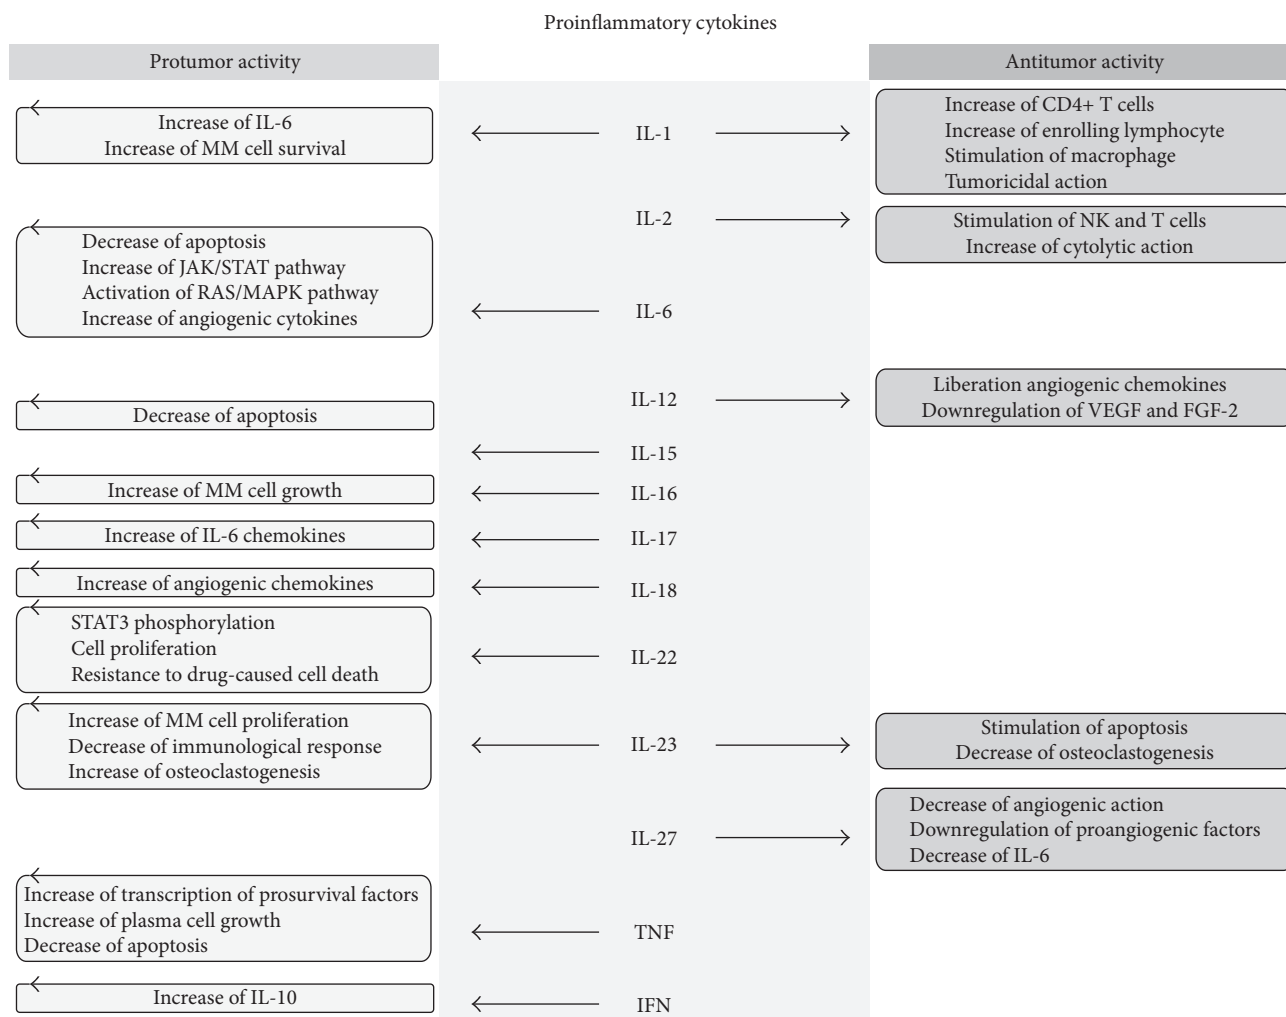 Proinflammatory cytokines
Protumor activity
Antitumor activity
Increase of IL-6
Increase of MM cell survival
IL-1
Increase of CD4+ T cells
Increase of enrolling lymphocyte
Stimulation of macrophage
Tumoricidal action
IL-2
Stimulation of NK and T cells
Increase of cytolytic action
Decrease of apoptosis
Increase of JAK/STAT pathway
Activation of RAS/MAPK pathway
Increase of angiogenic cytokines
IL-6
IL-12
Liberation angiogenic chemokines
Downregulation of VEGF and FGF-2
Decrease of apoptosis
IL-15
Increase of MM cell growth
IL-16
Increase of IL-6 chemokines
IL-17
Increase of angiogenic chemokines
IL-18
STAT3 phosphorylation
Cell proliferation
Resistance to drug-caused cell death
IL-22
Increase of MM cell proliferation
Decrease of immunological response
Increase of osteoclastogenesis
IL-23
Stimulation of apoptosis
Decrease of osteoclastogenesis
IL-27
Decrease of angiogenic action
Downregulation of proangiogenic factors
Decrease of IL-6
Increase of transcription of prosurvival factors
Increase of plasma cell growth
Decrease of apoptosis
TNF
Increase of IL-10
IFN